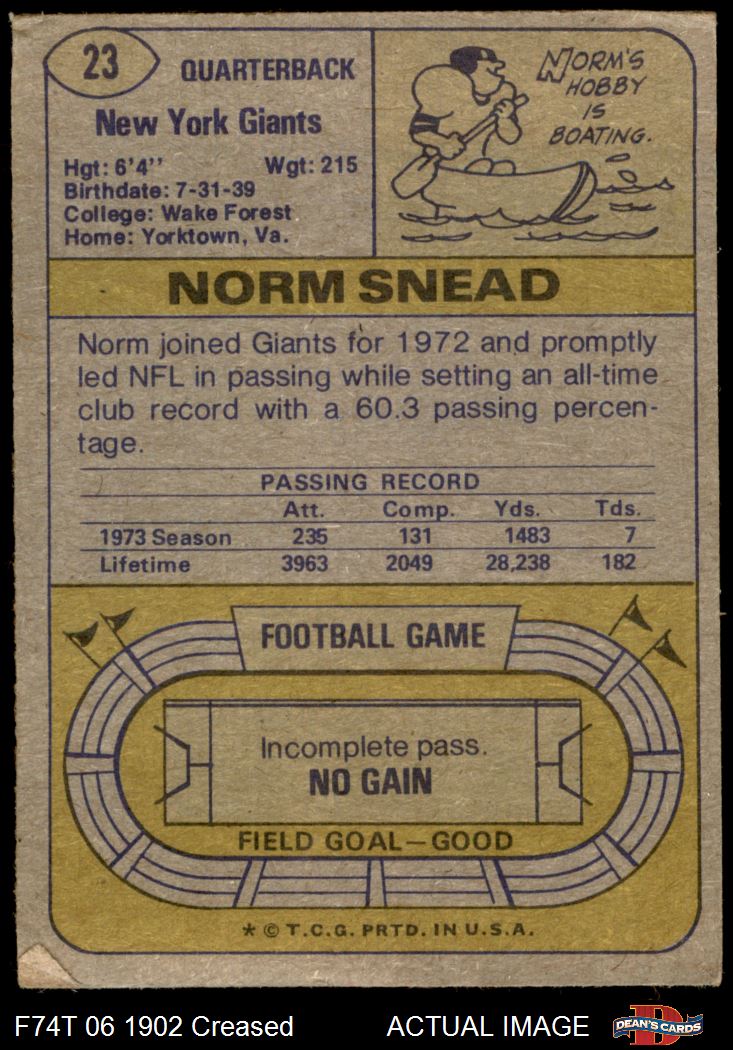 23
QUARTERBACK
New York Giants
Hgt: 6'4" Wgt: 215
Birthdate: 7-31-39
College: Wake Forest
Home: Yorktown, Va.
NORM'S
HOBBY
IS
BOATING.
NORM SNEAD
Norm joined Giants for 1972 and promptly
led NFL in passing while setting an all-time
club record with a 60.3 passing percen-
tage.
PASSING RECORD
Att. Comp. Yds. Tds.
1973 Season 235 131 1483 7
Lifetime 3963 2049 28,238 182
FOOTBALL GAME
Incomplete pass.
NO GAIN
FIELD GOAL—GOOD
* © T.C.G. PRTD. IN U.S.A.
F74T 06 1902 Creased ACTUAL IMAGE
D
DEAN'S CARDS